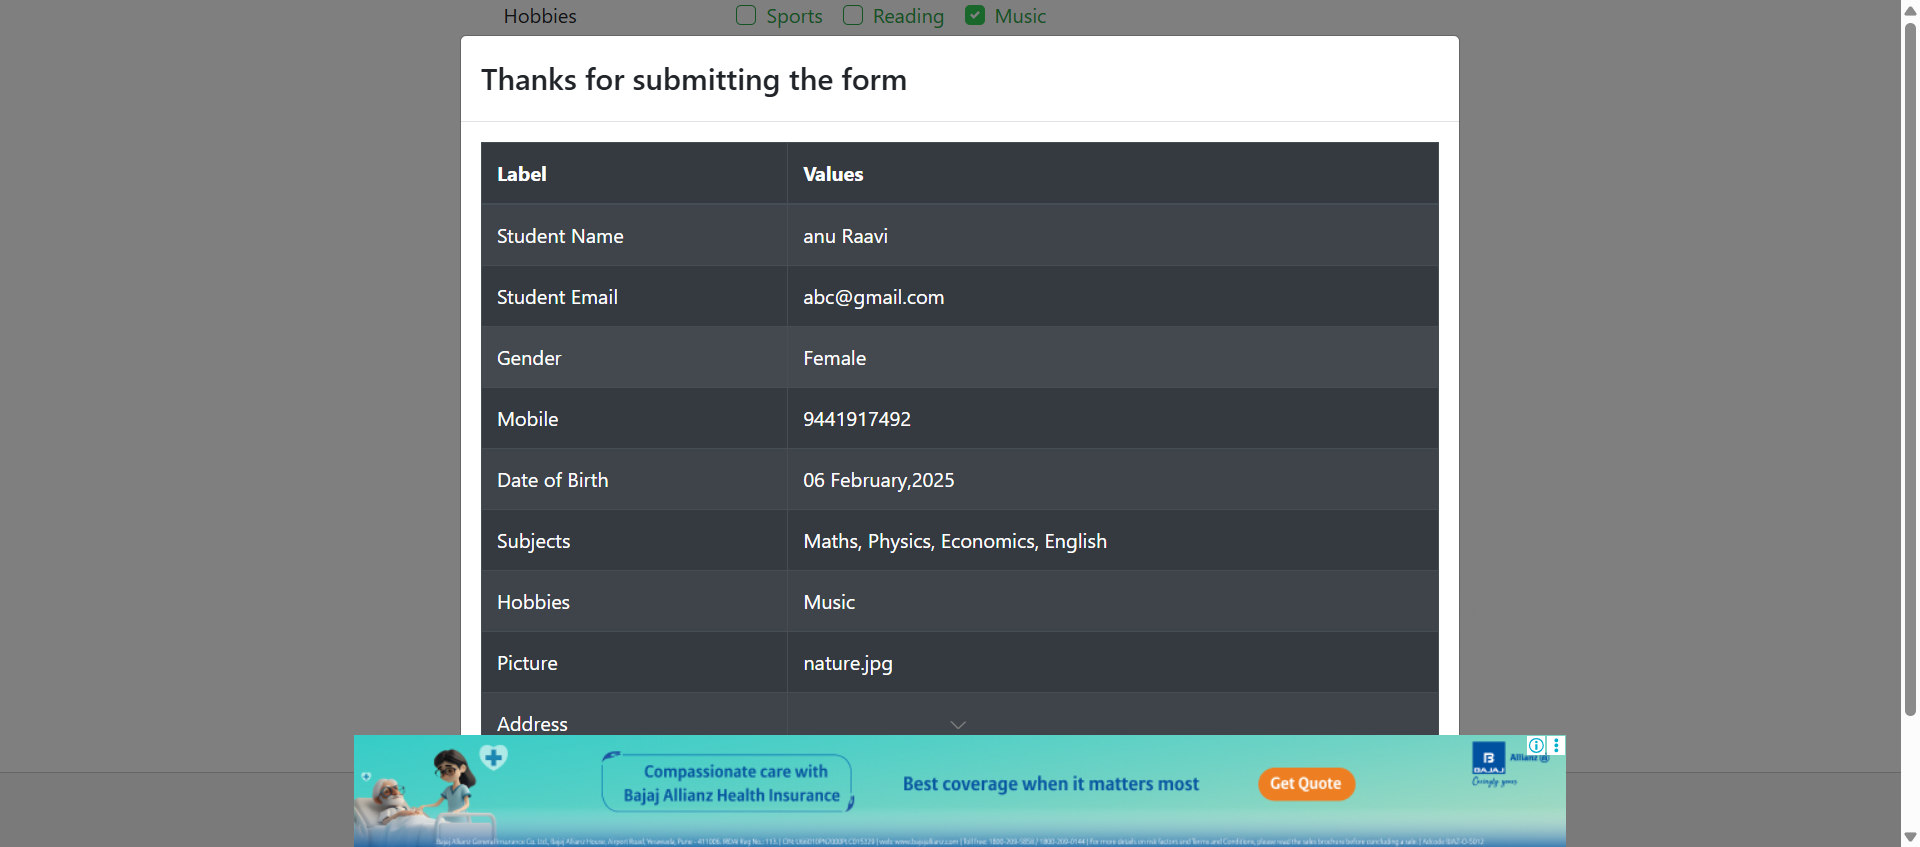 Hobbies Sports Reading Music
Thanks for submitting the form
Label Values
Student Name anu Raavi
Student Email abc@gmail.com
Gender Female
Mobile 9441917492
Date of Birth 06 February,2025
Subjects Maths, Physics, Economics, English
Hobbies Music
Picture nature.jpg
Address
Compassionate care with
Bajaj Allianz Health Insurance
Best coverage when it matters most
Get Quote
B
BAJAJ
Allianz
Caringly yours